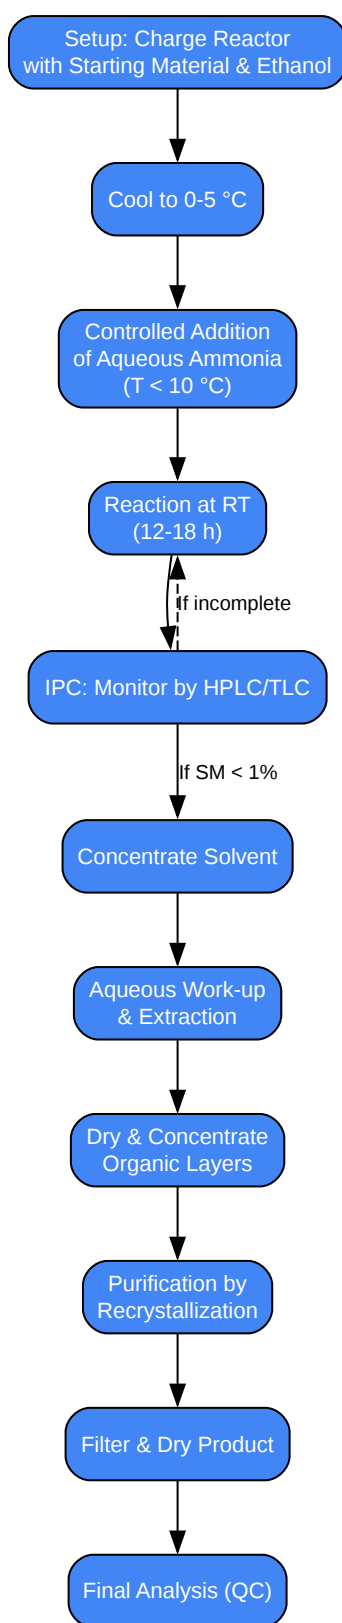 Setup: Charge Reactor
with Starting Material & Ethanol
Cool to 0-5 °C
Controlled Addition
of Aqueous Ammonia
(T < 10 °C)
Reaction at RT
(12-18 h)
If incomplete
IPC: Monitor by HPLC/TLC
If SM < 1%
Concentrate Solvent
Aqueous Work-up
& Extraction
Dry & Concentrate
Organic Layers
Purification by
Recrystallization
Filter & Dry Product
Final Analysis (QC)